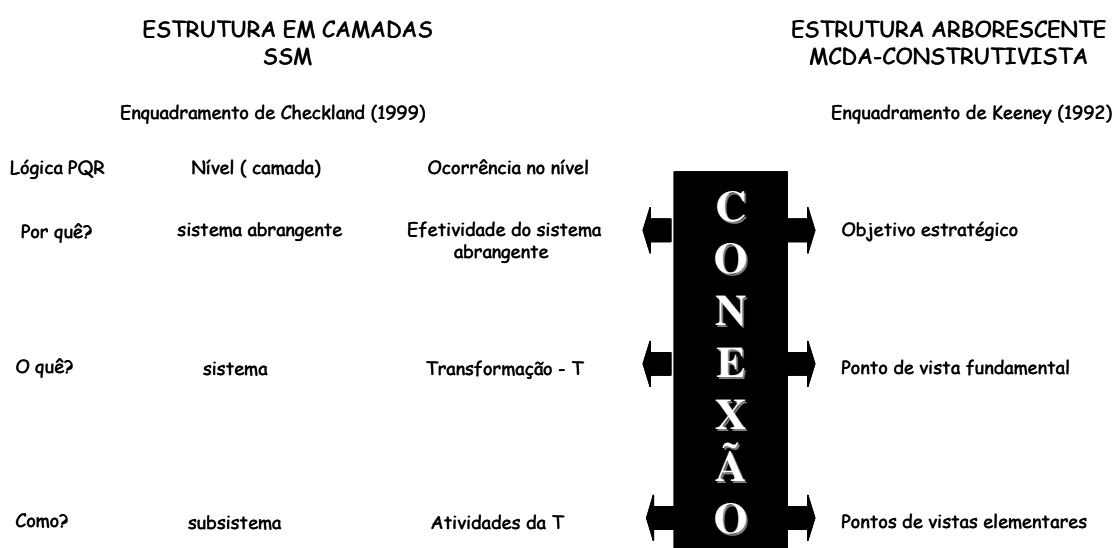 ESTRUTURA EM CAMADAS
SSM
ESTRUTURA ARBORESCENTE
MCDA-CONSTRUTIVISTA
Enquadramento de Checkland (1999)
Enquadramento de Keeney (1992)
Lógica PQR
Nível ( camada)
Ocorrência no nível
Por quê?
sistema abrangente
Efetividade do sistema
abrangente
Objetivo estratégico
O quê?
sistema
Transformação - T
Ponto de vista fundamental
Como?
subsistema
Atividades da T
Pontos de vistas elementares
CONEXÃO